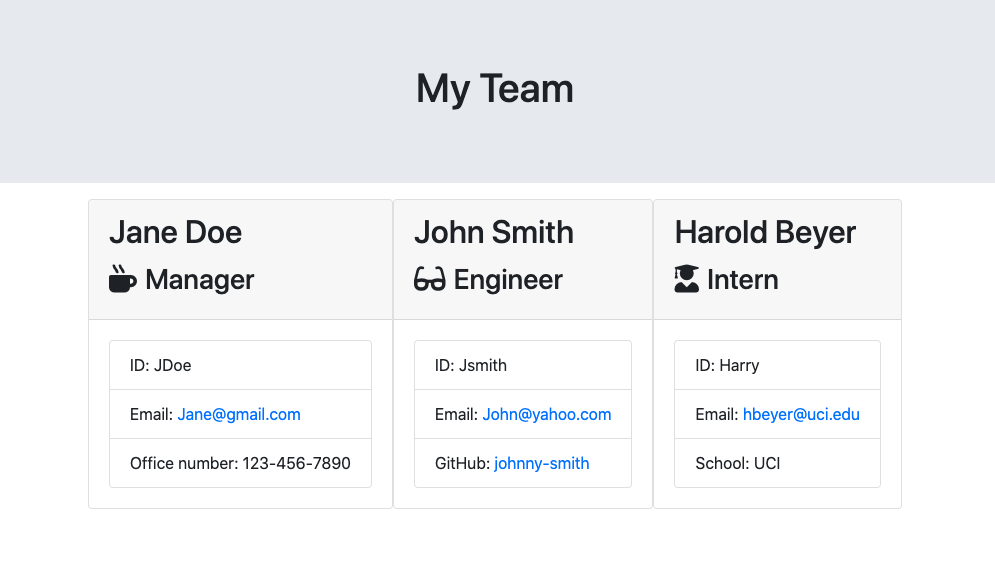 My Team
Jane Doe
Manager
ID: JDoe
Email: Jane@gmail.com
Office number: 123-456-7890
John Smith
Engineer
ID: Jsmith
Email: John@yahoo.com
GitHub: johnny-smith
Harold Beyer
Intern
ID: Harry
Email: hbeyer@uci.edu
School: UCI